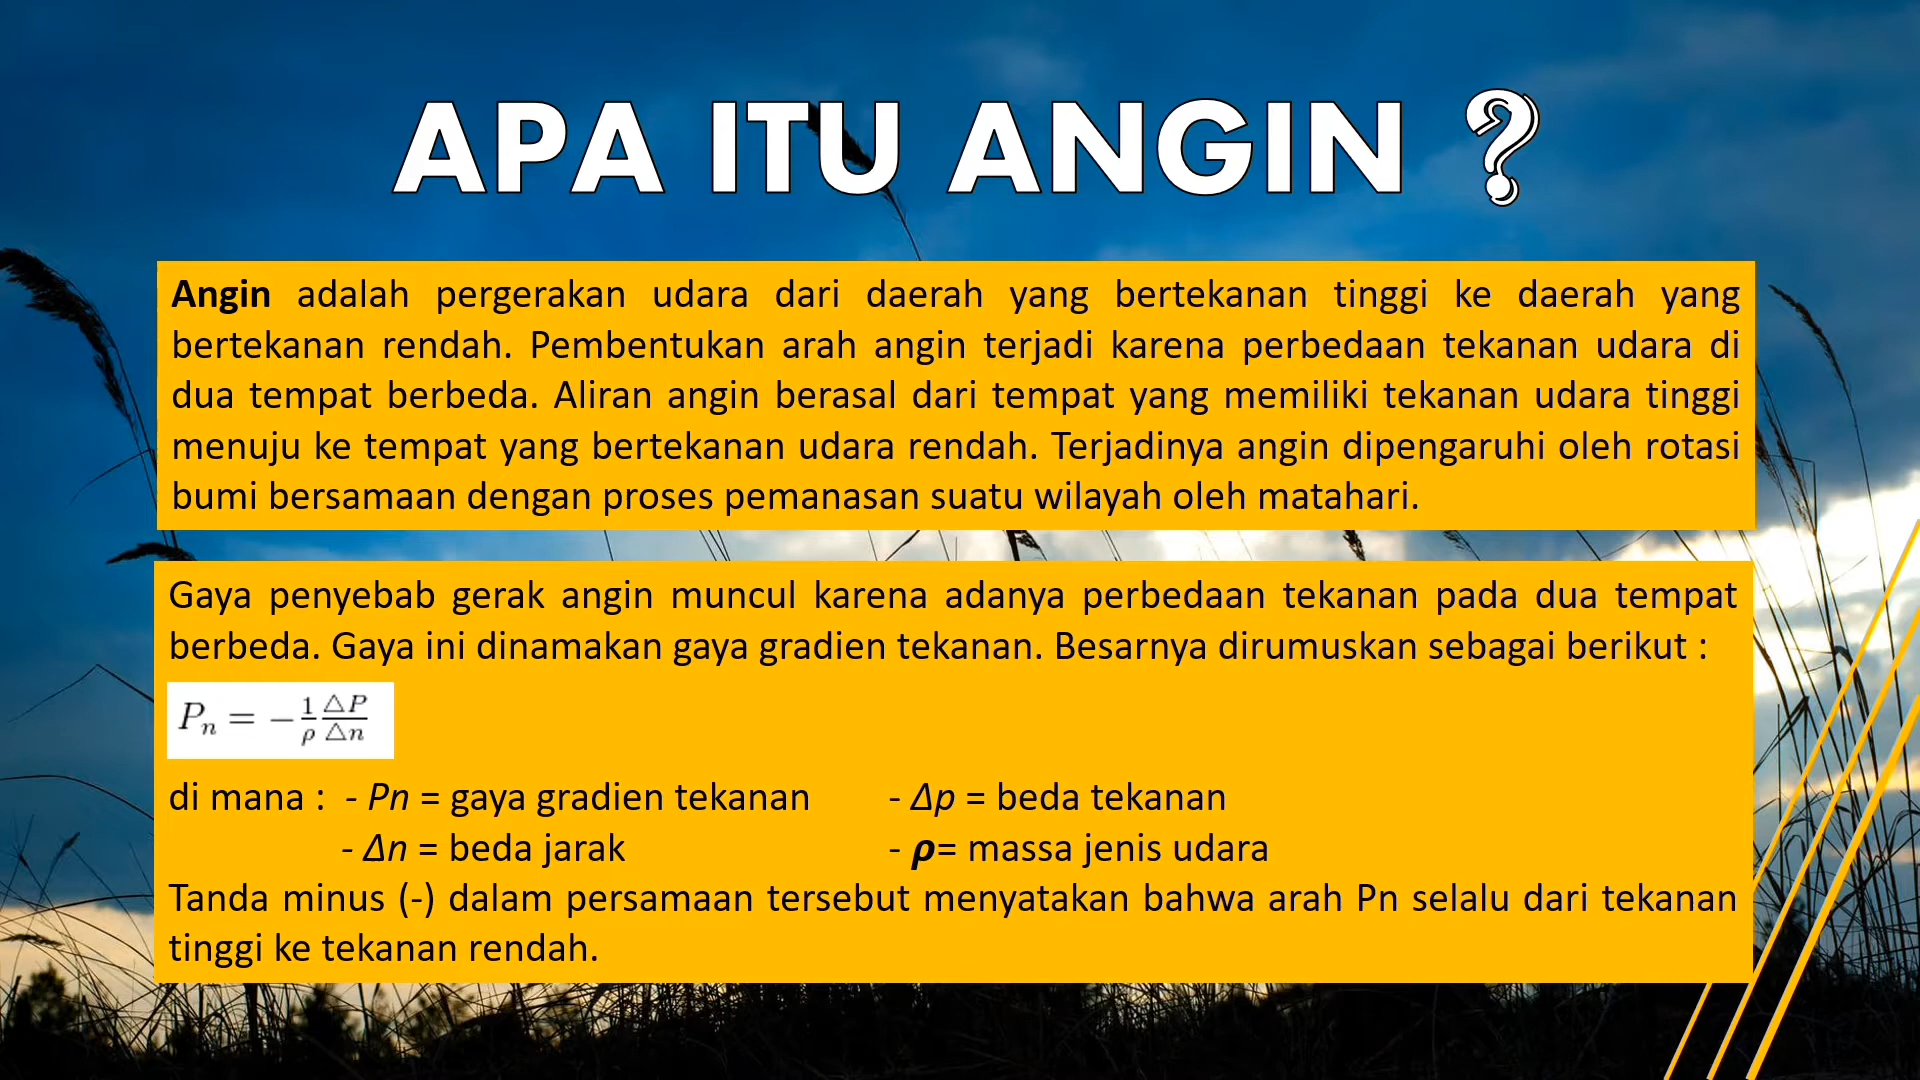 APA ITU ANGIN ?
Angin adalah pergerakan udara dari daerah yang bertekanan tinggi ke daerah yang
bertekanan rendah. Pembentukan arah angin terjadi karena perbedaan tekanan udara di
dua tempat berbeda. Aliran angin berasal dari tempat yang memiliki tekanan udara tinggi
menuju ke tempat yang bertekanan udara rendah. Terjadinya angin dipengaruhi oleh rotasi
bumi bersamaan dengan proses pemanasan suatu wilayah oleh matahari.
Gaya penyebab gerak angin muncul karena adanya perbedaan tekanan pada dua tempat
berbeda. Gaya ini dinamakan gaya gradien tekanan. Besarnya dirumuskan sebagai berikut :
Pn = -1/ρ △P/△n
di mana : - Pn = gaya gradien tekanan - Δp = beda tekanan
- Δn = beda jarak - ρ= massa jenis udara
Tanda minus (-) dalam persamaan tersebut menyatakan bahwa arah Pn selalu dari tekanan
tinggi ke tekanan rendah.